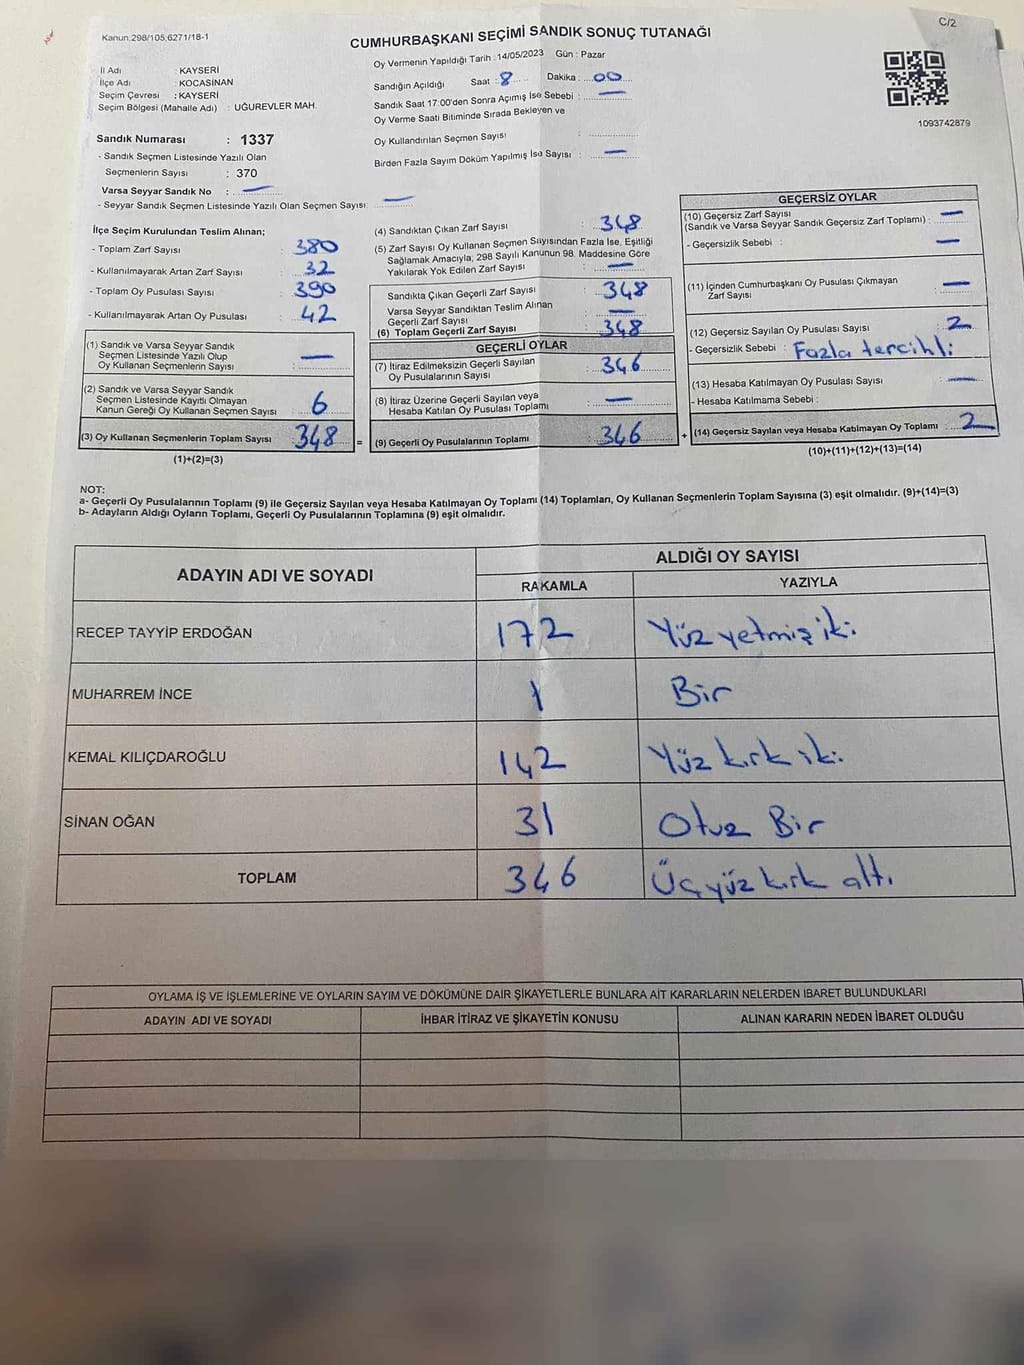 C/2
Kanun:298/105;6271/18-1
CUMHURBAŞKANI SEÇİMİ SANDIK SONUÇ TUTANAĞI
Oy Vermenin Yapıldığı Tarih :14/05/2023 Gün : Pazar
İl Adı : KAYSERİ
İlçe Adı : KOCASİNAN
Seçim Çevresi : KAYSERİ
Seçim Bölgesi (Mahalle Adı) : UĞUREVLER MAH.
Sandığın Açıldığı Saat : 8 Dakika : 00
Sandık Saat 17:00'den Sonra Açılmış İse Sebebi : —
Oy Verme Saati Bitiminde Sırada Bekleyen ve
Oy Kullandırılan Seçmen Sayısı :
Birden Fazla Sayım Döküm Yapılmış İse Sayısı : —
1093742879
Sandık Numarası : 1337
- Sandık Seçmen Listesinde Yazılı Olan
Seçmenlerin Sayısı : 370
Varsa Seyyar Sandık No : —
- Seyyar Sandık Seçmen Listesinde Yazılı Olan Seçmen Sayısı: —
İlçe Seçim Kurulundan Teslim Alınan;
- Toplam Zarf Sayısı : 380
- Kullanılmayarak Artan Zarf Sayısı : 32
- Toplam Oy Pusulası Sayısı : 390
- Kullanılmayarak Artan Oy Pusulası : 42
(1) Sandık ve Varsa Seyyar Sandık
Seçmen Listesinde Yazılı Olup
Oy Kullanan Seçmenlerin Sayısı : —
(2) Sandık ve Varsa Seyyar Sandık
Seçmen Listesinde Kayıtlı Olmayan
Kanun Gereği Oy Kullanan Seçmen Sayısı : 6
(3) Oy Kullanan Seçmenlerin Toplam Sayısı : 348 =
(1)+(2)=(3)
(4) Sandıktan Çıkan Zarf Sayısı : 348
(5) Zarf Sayısı Oy Kullanan Seçmen Sayısından Fazla İse, Eşitliği
Sağlamak Amacıyla; 298 Sayılı Kanunun 98. Maddesine Göre
Yakılarak Yok Edilen Zarf Sayısı : —
Sandıkta Çıkan Geçerli Zarf Sayısı : 348
Varsa Seyyar Sandıktan Teslim Alınan
Geçerli Zarf Sayısı : —
(6) Toplam Geçerli Zarf Sayısı : 348
GEÇERLİ OYLAR
(7) İtiraz Edilmeksizin Geçerli Sayılan
Oy Pusulalarının Sayısı : 346
(8) İtiraz Üzerine Geçerli Sayılan veya
Hesaba Katılan Oy Pusulası Toplamı : —
(9) Geçerli Oy Pusulalarının Toplamı : 346 +
GEÇERSİZ OYLAR
(10) Geçersiz Zarf Sayısı
(Sandık ve Varsa Seyyar Sandık Geçersiz Zarf Toplamı) : —
- Geçersizlik Sebebi : —
(11) İçinden Cumhurbaşkanı Oy Pusulası Çıkmayan
Zarf Sayısı : —
(12) Geçersiz Sayılan Oy Pusulası Sayısı : 2
- Geçersizlik Sebebi : Fazla tercihli
(13) Hesaba Katılmayan Oy Pusulası Sayısı : —
- Hesaba Katılmama Sebebi :
(14) Geçersiz Sayılan veya Hesaba Katılmayan Oy Toplamı : 2
(10)+(11)+(12)+(13)=(14)
NOT:
a- Geçerli Oy Pusulalarının Toplamı (9) ile Geçersiz Sayılan veya Hesaba Katılmayan Oy Toplamı (14) Toplamları, Oy Kullanan Seçmenlerin Toplam Sayısına (3) eşit olmalıdır. (9)+(14)=(3)
b- Adayların Aldığı Oyların Toplamı, Geçerli Oy Pusulalarının Toplamına (9) eşit olmalıdır.
ADAYIN ADI VE SOYADI ALDIĞI OY SAYISI
RAKAMLA YAZIYLA
RECEP TAYYİP ERDOĞAN 172 Yüz yetmiş iki
MUHARREM İNCE 1 Bir
KEMAL KILIÇDAROĞLU 142 Yüz kırk iki
SİNAN OĞAN 31 Otuz Bir
TOPLAM 346 Üçyüz kırk altı
OYLAMA İŞ VE İŞLEMLERİNE VE OYLARIN SAYIM VE DÖKÜMÜNE DAİR ŞİKAYETLERLE BUNLARA AİT KARARLARIN NELERDEN İBARET BULUNDUKLARI
ADAYIN ADI VE SOYADI İHBAR İTİRAZ VE ŞİKAYETİN KONUSU ALINAN KARARIN NEDEN İBARET OLDUĞU